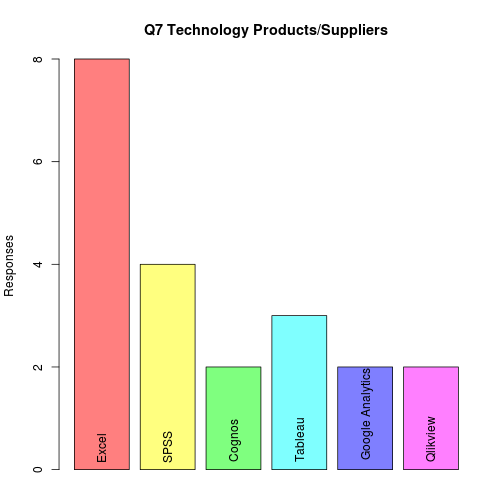 Q7 Technology Products/Suppliers
Responses
8
6
4
2
0
Excel
SPSS
Cognos
Tableau
Google Analytics
Qlikview